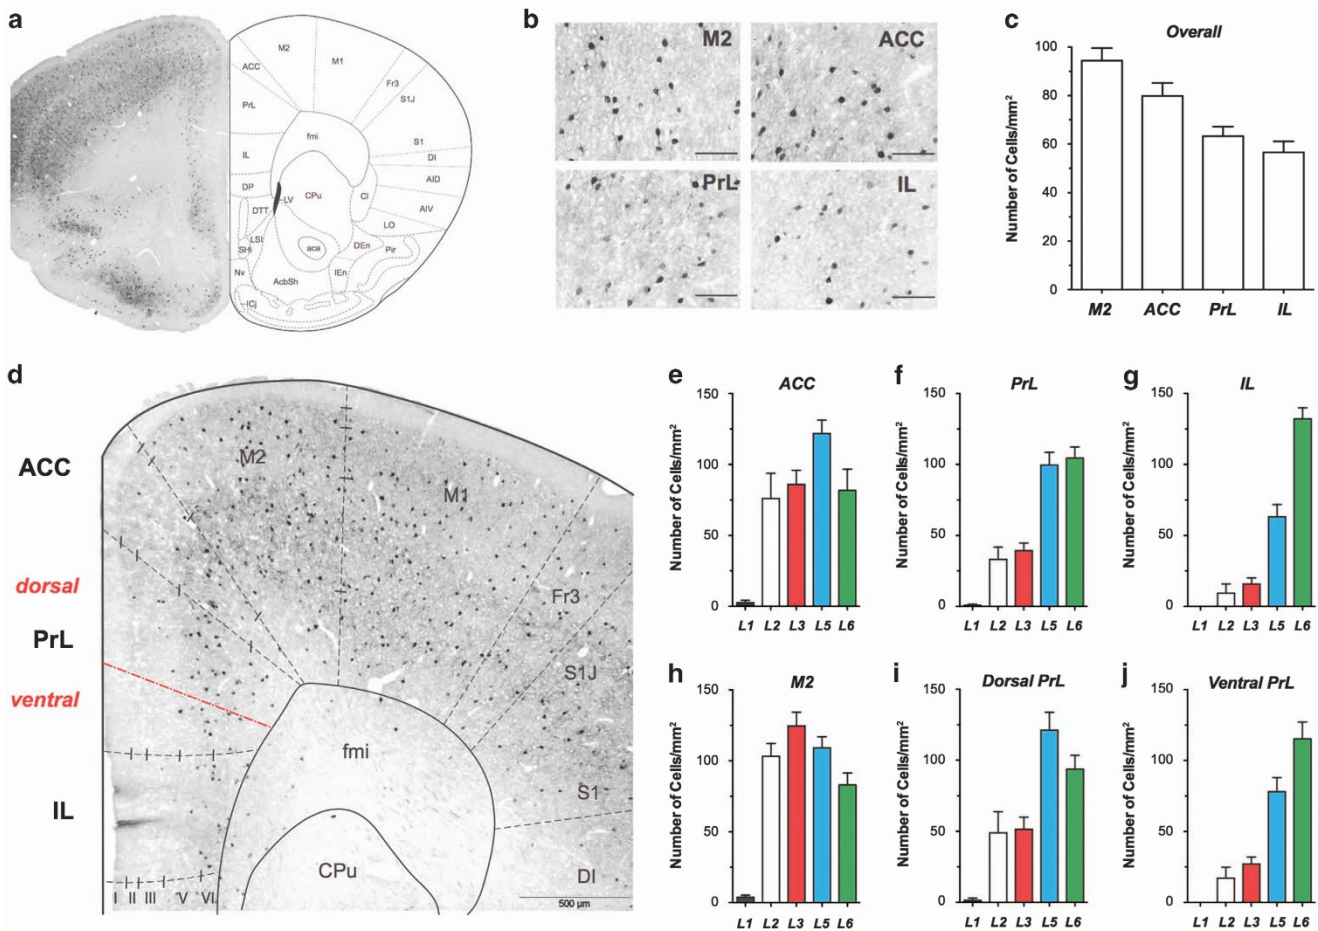 a
M2
M1
ACC
Fr3
S1J
PrL
fmi
S1
IL
DI
AID
DP
Cl
CPu
LV
AIV
DTT
LO
LSI
SHi
aca
DEn
Pir
Nv
IEn
AcbSh
ICj
b
M2
ACC
PrL
IL
c
Overall
Number of Cells/mm²
100
80
60
40
20
0
M2 ACC PrL IL
d
ACC
dorsal
PrL
ventral
IL
M2
M1
Fr3
S1J
fmi
S1
CPu
DI
I II III V VI
500 µm
e
ACC
Number of Cells/mm²
150
100
50
0
L1 L2 L3 L5 L6
f
PrL
Number of Cells/mm²
150
100
50
0
L1 L2 L3 L5 L6
g
IL
Number of Cells/mm²
150
100
50
0
L1 L2 L3 L5 L6
h
M2
Number of Cells/mm²
150
100
50
0
L1 L2 L3 L5 L6
i
Dorsal PrL
Number of Cells/mm²
150
100
50
0
L1 L2 L3 L5 L6
j
Ventral PrL
Number of Cells/mm²
150
100
50
0
L1 L2 L3 L5 L6